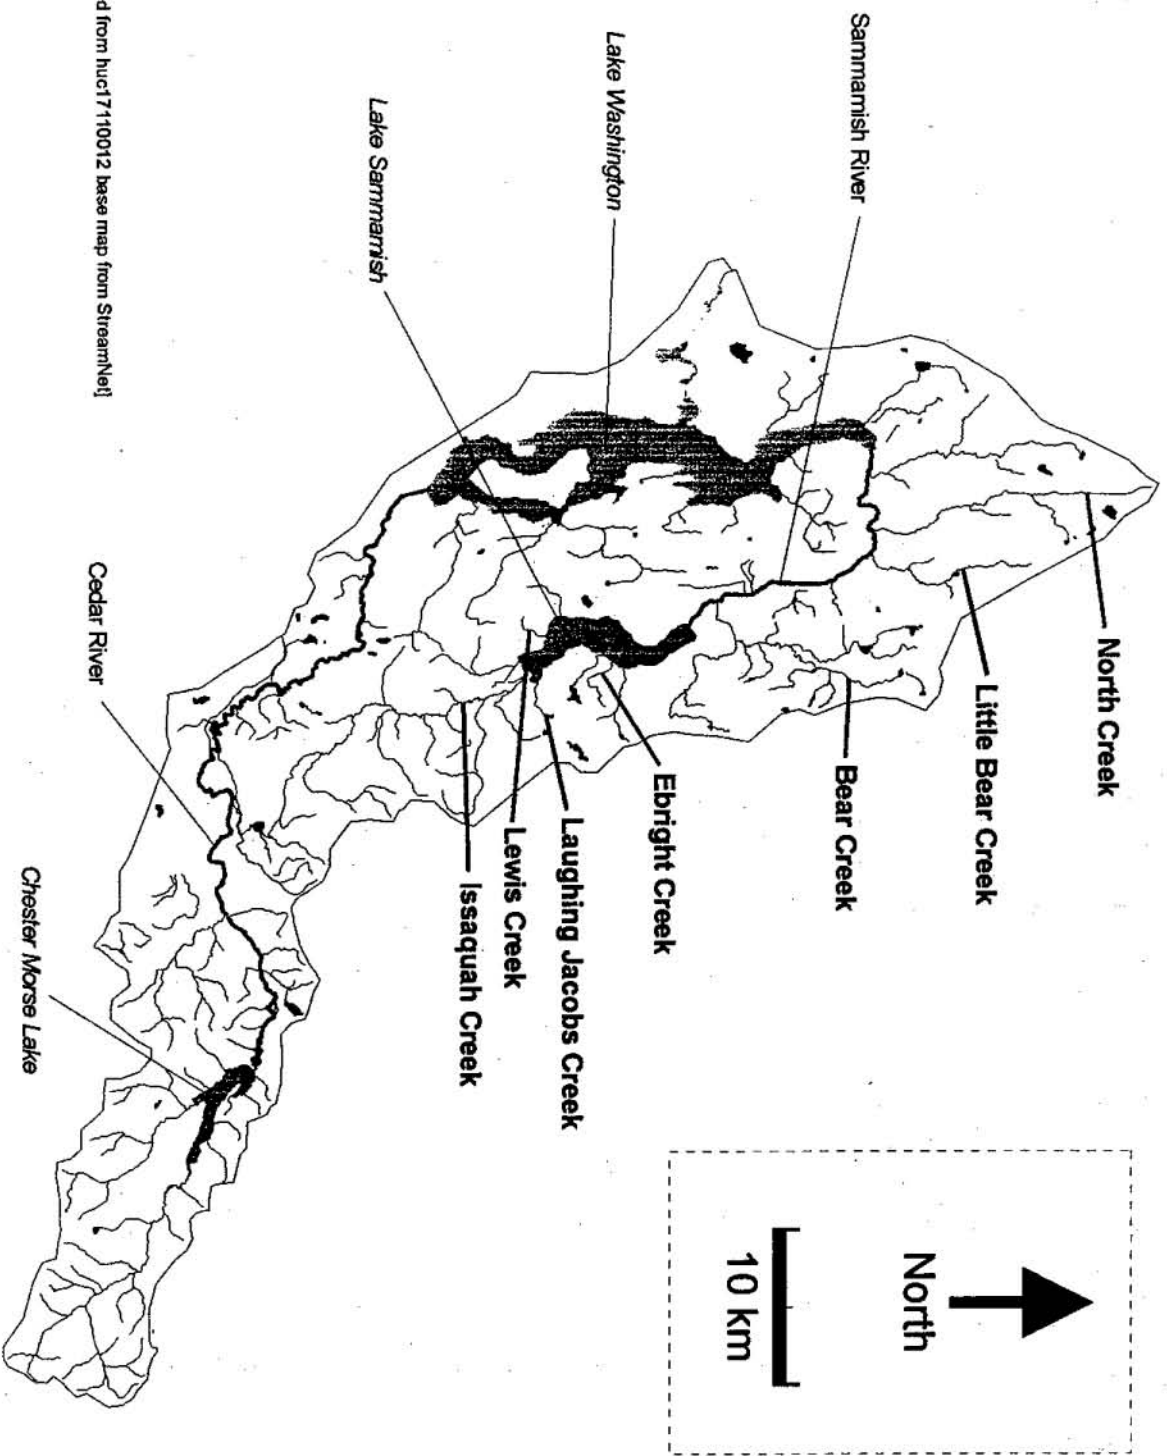 North Creek
Little Bear Creek
North
Sammamish River
Bear Creek
10 km
Ebright Creek
Lake Washington
Laughing Jacobs Creek
Lewis Creek
Issaquah Creek
Lake Sammamish
d from huc17110012 base map from StreamNet]
Cedar River
Chester Morse Lake